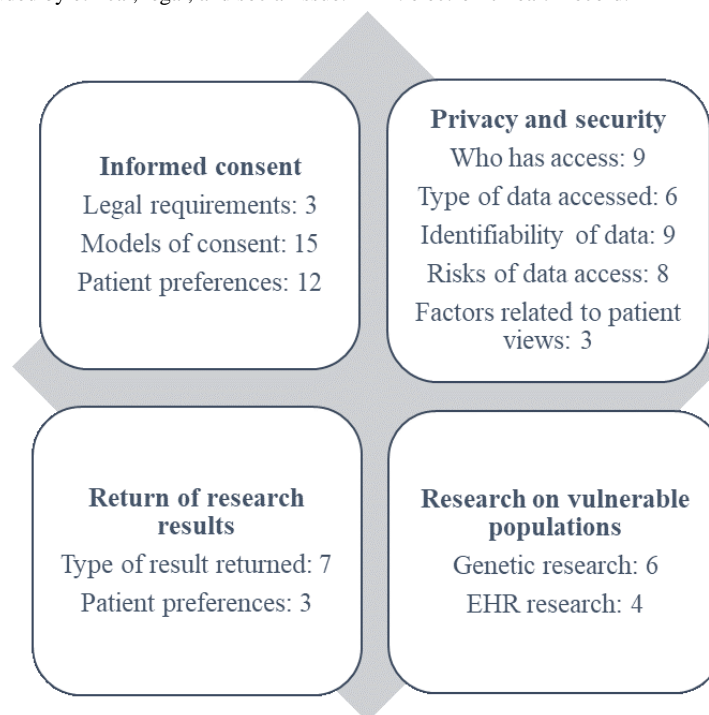 Informed consent
Legal requirements: 3
Models of consent: 15
Patient preferences: 12
Privacy and security
Who has access: 9
Type of data accessed: 6
Identifiability of data: 9
Risks of data access: 8
Factors related to patient
views: 3
Return of research
results
Type of result returned: 7
Patient preferences: 3
Research on vulnerable
populations
Genetic research: 6
EHR research: 4